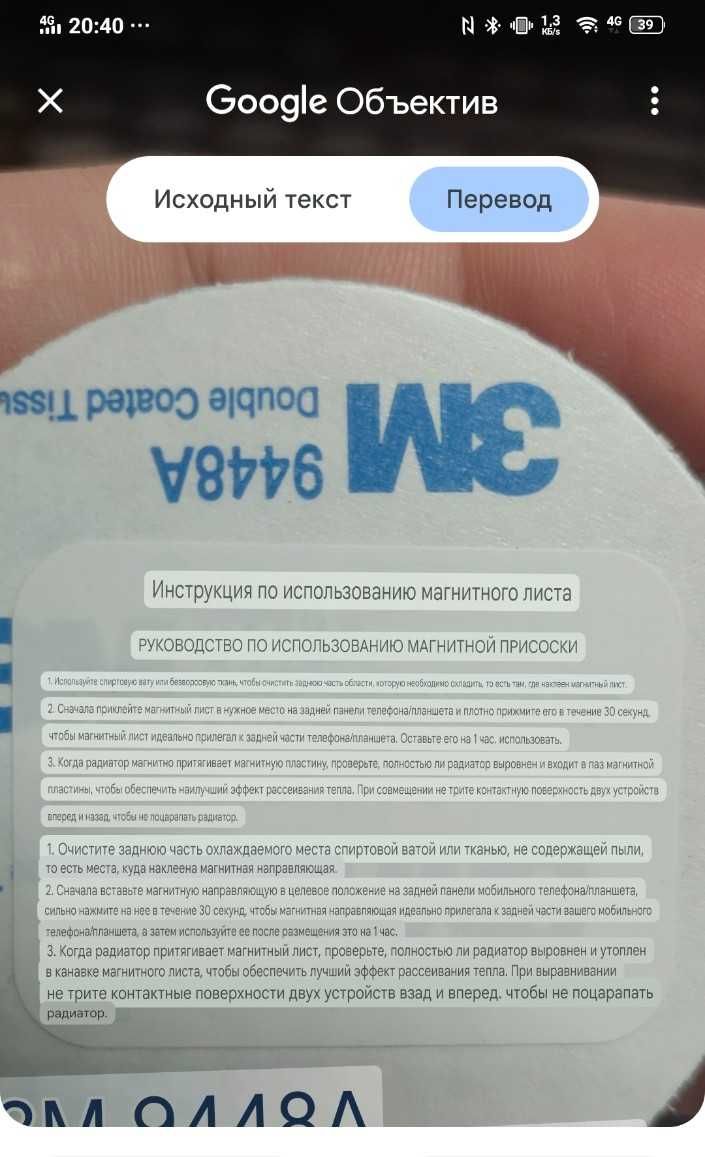 4G 20:40 ··· 1,3 КБ/s 4G 39
Google Объектив
Исходный текст Перевод
Double Coated Tissu
3M
9448A
Инструкция по использованию магнитного листа
РУКОВОДСТВО ПО ИСПОЛЬЗОВАНИЮ МАГНИТНОЙ ПРИСОСКИ
1. Используйте спиртовую вату или безворсовую ткань, чтобы очистить заднюю часть области, которую необходимо охладить, то есть там, где наклеен магнитный лист.
2. Сначала приклейте магнитный лист в нужное место на задней панели телефона/планшета и плотно прижмите его в течение 30 секунд,
чтобы магнитный лист идеально прилегал к задней части телефона/планшета. Оставьте его на 1 час. использовать.
3. Когда радиатор магнитно притягивает магнитную пластину, проверьте, полностью ли радиатор выровнен и входит в паз магнитной
пластины, чтобы обеспечить наилучший эффект рассеивания тепла. При совмещении не трите контактную поверхность двух устройств
вперед и назад, чтобы не поцарапать радиатор.
1. Очистите заднюю часть охлаждаемого места спиртовой ватой или тканью, не содержащей пыли,
то есть места, куда наклеена магнитная направляющая.
2. Сначала вставьте магнитную направляющую в целевое положение на задней панели мобильного телефона/планшета,
сильно нажмите на нее в течение 30 секунд, чтобы магнитная направляющая идеально прилегала к задней части вашего мобильного
телефона/планшета, а затем используйте ее после размещения это на 1 час.
3. Когда радиатор притягивает магнитный лист, проверьте, полностью ли радиатор выровнен и утоплен
в канавке магнитного листа, чтобы обеспечить лучший эффект рассеивания тепла. При выравнивании
не трите контактные поверхности двух устройств взад и вперед. чтобы не поцарапать
радиатор.
3M 9448A